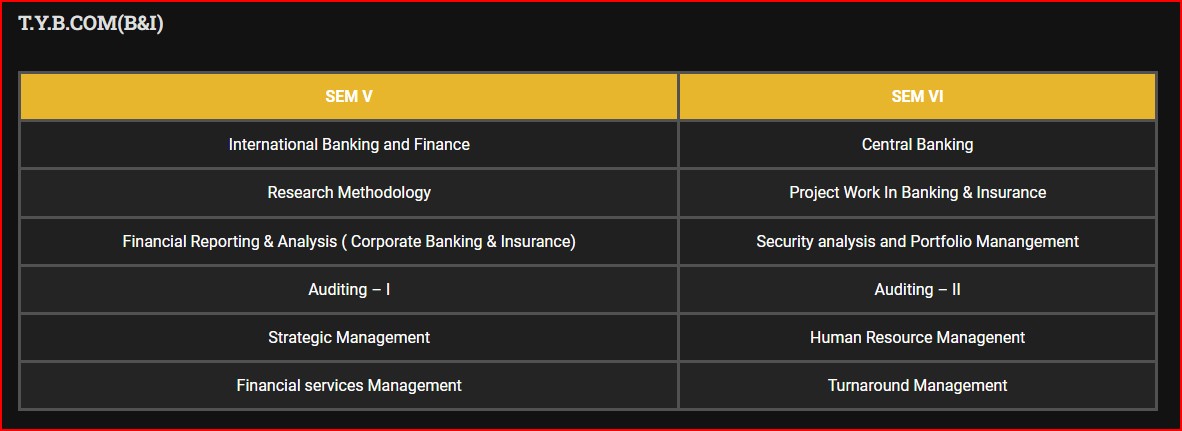 T.Y.B.COM(B&I)
SEM V SEM VI
International Banking and Finance Central Banking
Research Methodology Project Work In Banking & Insurance
Financial Reporting & Analysis ( Corporate Banking & Insurance) Security analysis and Portfolio Manangement
Auditing – I Auditing – II
Strategic Management Human Resource Managenent
Financial services Management Turnaround Management